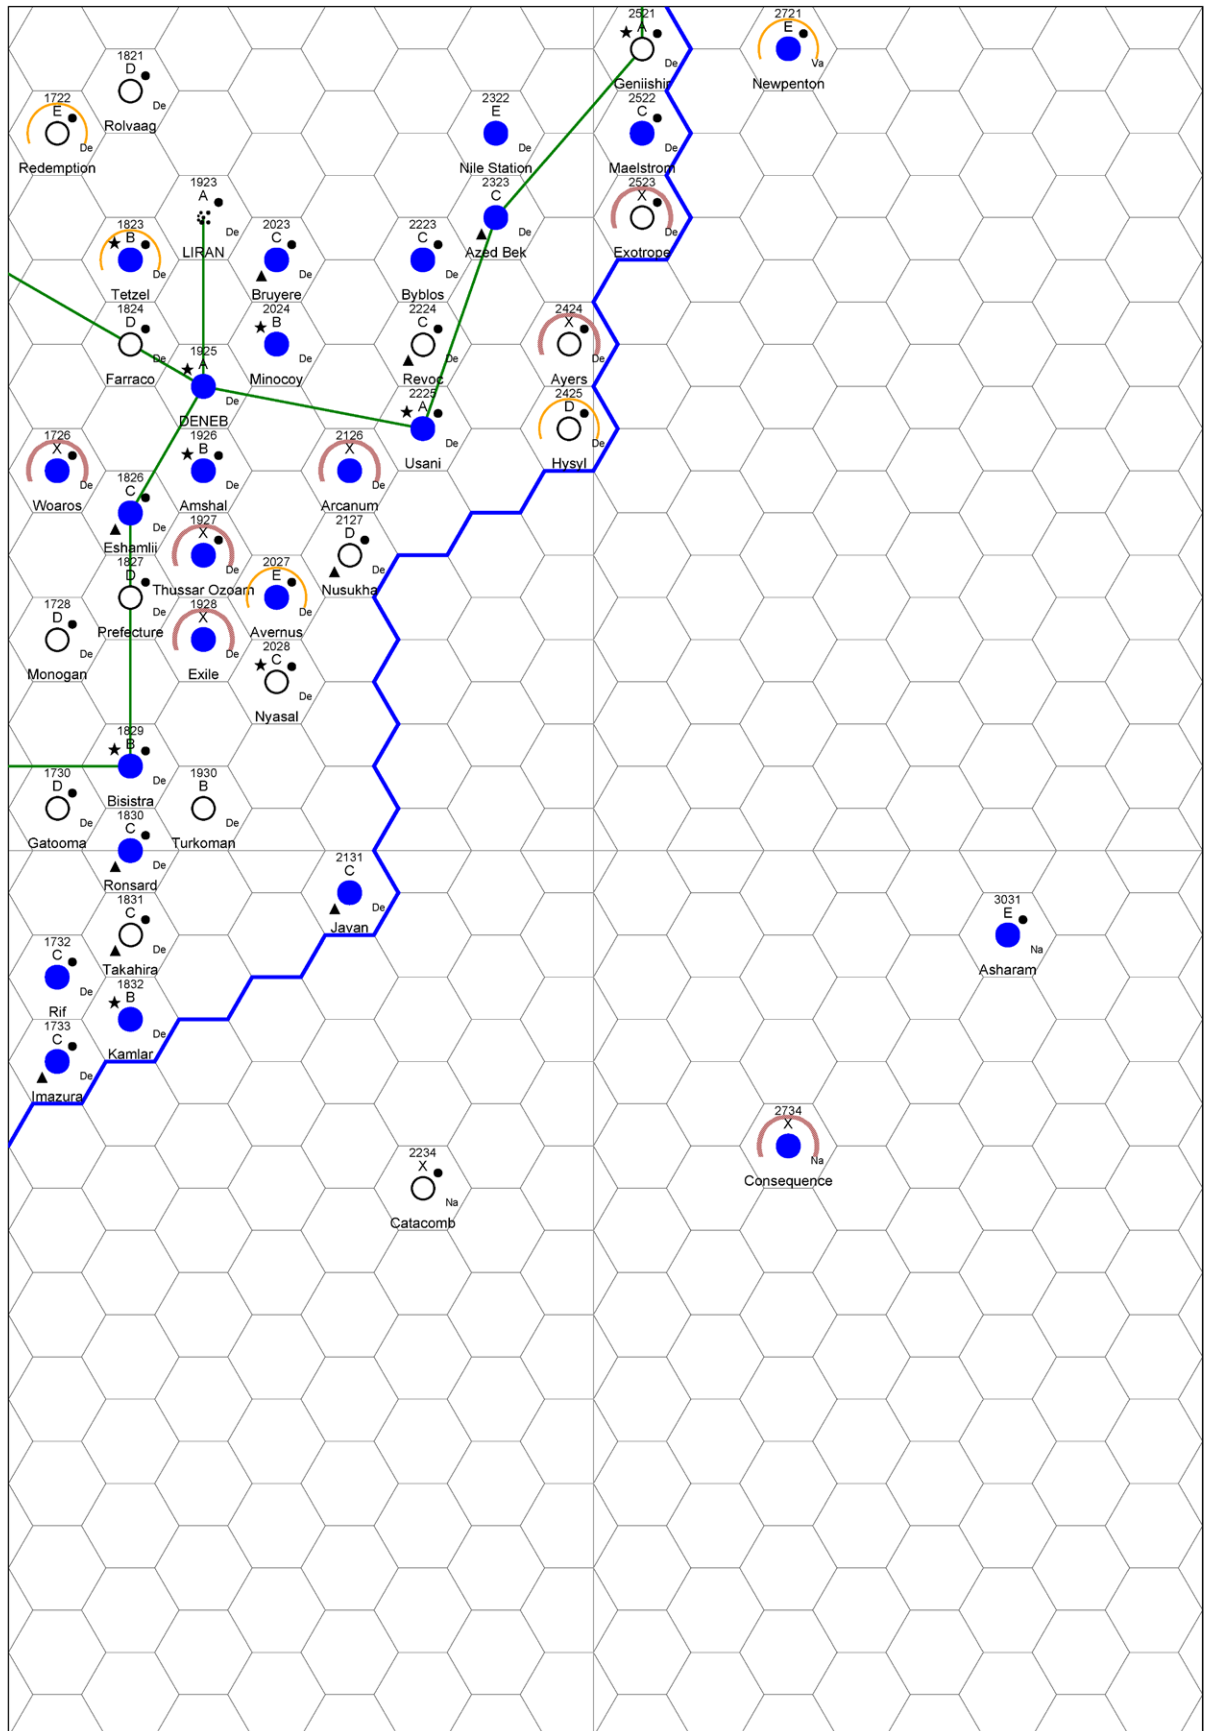 2521
A
De
Geniishir
2721
E
Va
Newpenton
1821
D
De
Rolvaag
1722
E
De
Redemption
2322
E
De
Nile Station
2522
C
De
Maelstrom
1923
A
De
LIRAN
2323
C
De
Azed Bek
2523
X
De
Exotrope
1823
B
De
Tetzel
2023
C
De
Bruyere
2223
C
De
Byblos
1824
D
De
Farraco
2024
B
De
Minocoy
2224
C
De
Revoc
2424
X
De
Ayers
1925
A
De
DENEB
2225
A
De
Usani
2425
D
De
Hysyl
1726
X
De
Woaros
1926
B
De
Amshal
2126
X
De
Arcanum
1826
C
De
Eshamlii
1927
X
De
Thussar Ozoam
2127
D
De
Nusukha
1827
D
De
Prefecture
2027
E
De
Avernus
1728
D
De
Monogan
1928
X
De
Exile
2028
C
De
Nyasal
1829
B
De
Bisistra
1730
D
De
Gatooma
1930
B
De
Turkoman
1830
C
De
Ronsard
2131
C
De
Javan
1831
C
De
Takahira
3031
E
Na
Asharam
1732
C
De
Rif
1832
B
De
Kamlar
1733
C
De
Imazura
2734
X
Na
Consequence
2234
X
Na
Catacomb